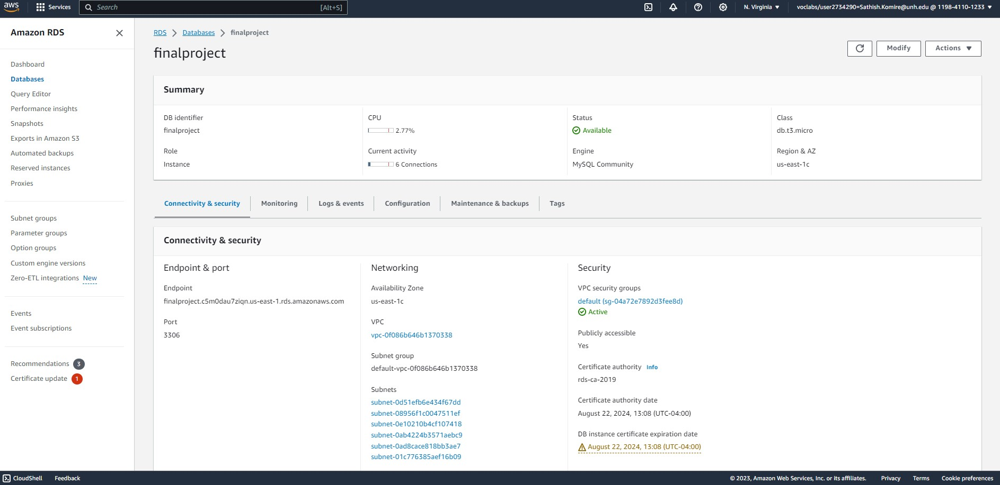 aws
Services
Search
[Alt+S]
N. Virginia
voclabs/user2734290=Sathish.Komire@unh.edu @ 1198-4110-1233
Amazon RDS
Dashboard
Databases
Query Editor
Performance insights
Snapshots
Exports in Amazon S3
Automated backups
Reserved instances
Proxies
Subnet groups
Parameter groups
Option groups
Custom engine versions
Zero-ETL integrations New
Events
Event subscriptions
Recommendations 3
Certificate update 1
RDS > Databases > finalproject
finalproject
Modify
Actions
Summary
DB identifier
finalproject
Role
Instance
CPU
2.77%
Current activity
6 Connections
Status
Available
Engine
MySQL Community
Class
db.t3.micro
Region & AZ
us-east-1c
Connectivity & security
Monitoring
Logs & events
Configuration
Maintenance & backups
Tags
Connectivity & security
Endpoint & port
Endpoint
finalproject.c5m0dau7ziqn.us-east-1.rds.amazonaws.com
Port
3306
Networking
Availability Zone
us-east-1c
VPC
vpc-0f086b646b1370338
Subnet group
default-vpc-0f086b646b1370338
Subnets
subnet-0d51efb6e434f67dd
subnet-08956f1c0047511ef
subnet-0e10210b4cf107418
subnet-0ab4224b3571aebc9
subnet-0ad8cace818bb3ae7
subnet-01c776385aef16b09
Security
VPC security groups
default (sg-04a72e7892d3fee8d)
Active
Publicly accessible
Yes
Certificate authority Info
rds-ca-2019
Certificate authority date
August 22, 2024, 13:08 (UTC-04:00)
DB instance certificate expiration date
August 22, 2024, 13:08 (UTC-04:00)
CloudShell
Feedback
© 2023, Amazon Web Services, Inc. or its affiliates.
Privacy
Terms
Cookie preferences